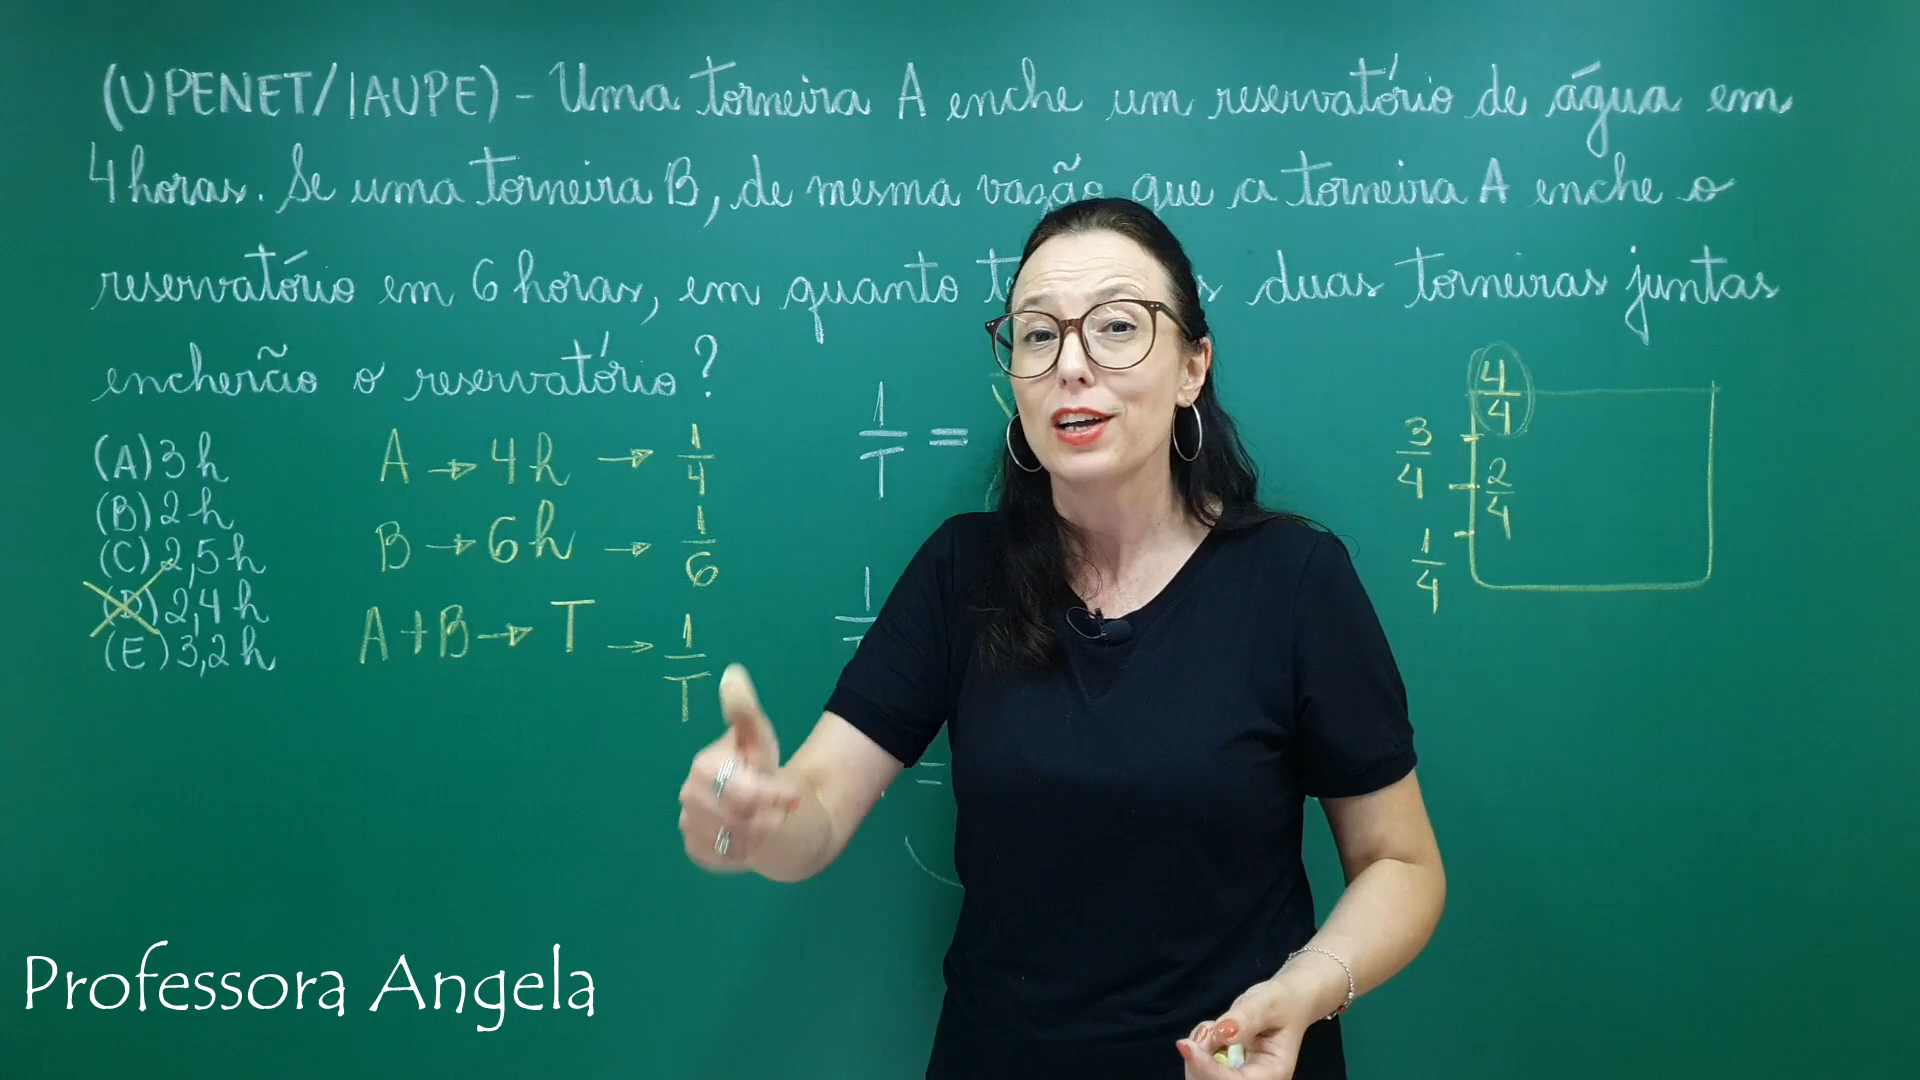 (UPENET/IAUPE) - Uma torneira A enche um reservatório de água em
4 horas. Se uma torneira B, de mesma vazão que a torneira A enche o
reservatório em 6 horas, em quanto duas torneiras juntas
encherão o reservatório?
(A) 3 h
(B) 2 h
(C) 2,5 h
(D) 2,4 h
(E) 3,2 h
A → 4h → 1/4
B → 6h → 1/6
A + B → T → 1/T
1/T =
=
4/4
3/4
2/4
1/4
Professora Angela